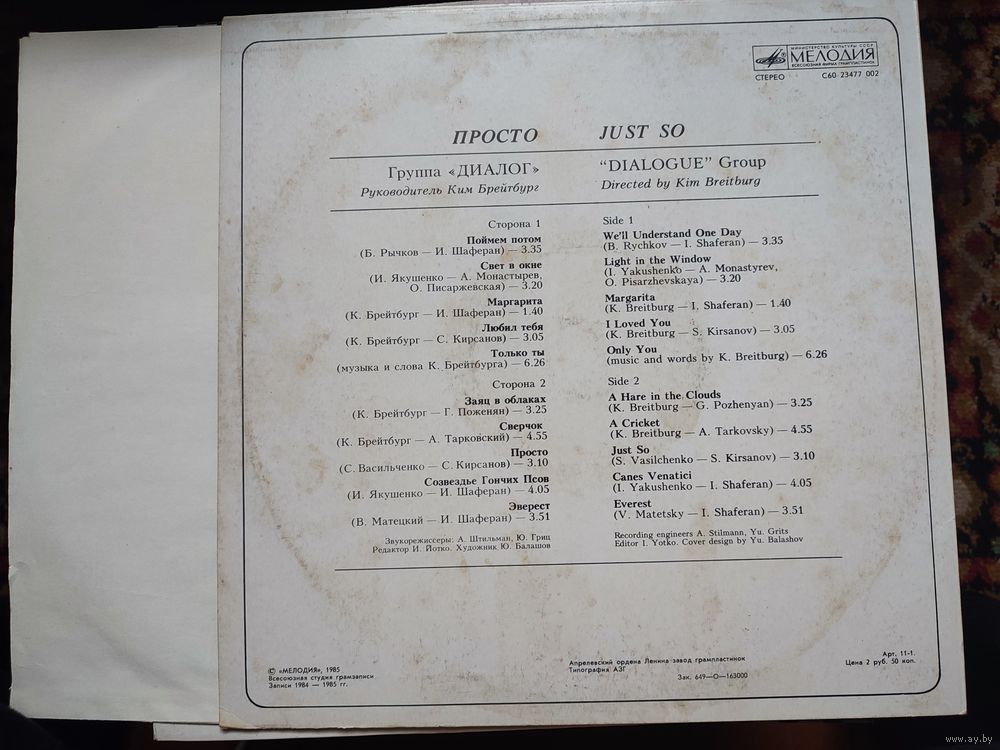 МИНИСТЕРСТВО КУЛЬТУРЫ СССР
МЕЛОДИЯ
ВСЕСОЮЗНАЯ ФИРМА ГРАМПЛАСТИНОК
СТЕРЕО С60 23477 002
ПРОСТО
Группа «ДИАЛОГ»
Руководитель Ким Брейтбург
Сторона 1
Поймем потом
(Б. Рычков — И. Шаферан) — 3.35
Свет в окне
(И. Якушенко — А. Монастырев,
О. Писаржевская) — 3.20
Маргарита
(К. Брейтбург — И. Шаферан) — 1.40
Любил тебя
(К. Брейтбург — С. Кирсанов) — 3.05
Только ты
(музыка и слова К. Брейтбурга) — 6.26
Сторона 2
Заяц в облаках
(К. Брейтбург — Г. Поженян) — 3.25
Сверчок
(К. Брейтбург — А. Тарковский) — 4.55
Просто
(С. Васильченко — С. Кирсанов) — 3.10
Созвездье Гончих Псов
(И. Якушенко — И. Шаферан) — 4.05
Эверест
(В. Матецкий — И. Шаферан) — 3.51
Звукорежиссеры: А. Штильман, Ю. Гриц
Редактор И. Йотко. Художник Ю. Балашов
JUST SO
"DIALOGUE" Group
Directed by Kim Breitburg
Side 1
We'll Understand One Day
(B. Rychkov — I. Shaferan) — 3.35
Light in the Window
(I. Yakushenko — A. Monastyrev,
O. Pisarzhevskaya) — 3.20
Margarita
(K. Breitburg — I. Shaferan) — 1.40
I Loved You
(K. Breitburg — S. Kirsanov) — 3.05
Only You
(music and words by K. Breitburg) — 6.26
Side 2
A Hare in the Clouds
(K. Breitburg — G. Pozhenyan) — 3.25
A Cricket
(K. Breitburg — A. Tarkovsky) — 4.55
Just So
(S. Vasilchenko — S. Kirsanov) — 3.10
Canes Venatici
(I. Yakushenko — I. Shaferan) — 4.05
Everest
(V. Matetsky — I. Shaferan) — 3.51
Recording engineers A. Stilmann, Yu. Grits
Editor I. Yotko. Cover design by Yu. Balashov
© «МЕЛОДИЯ», 1985
Всесоюзная студия грамзаписи
Записи 1984 — 1985 гг.
Апрелевский ордена Ленина завод грампластинок
Типография АЗГ
Зак. 649—О—163000
Арт. 11-1.
Цена 2 руб. 50 коп.
www.ay.by